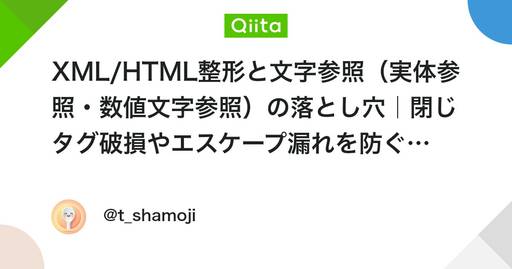 Qiita
XML/HTML整形と文字参照（実体参
照・数値文字参照）の落とし穴｜閉じ
タグ破損やエスケープ漏れを防ぐ…
@t_shamoji